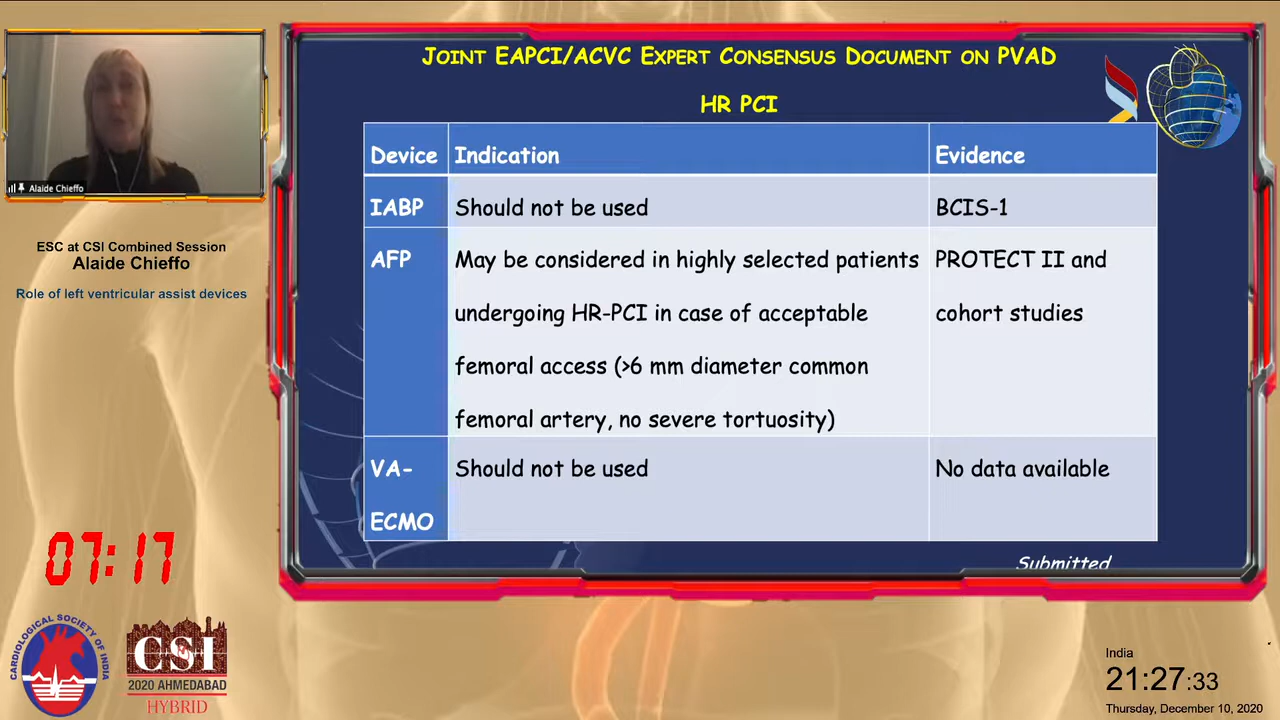 Alaide Chieffo
ESC at CSI Combined Session
Alaide Chieffo
Role of left ventricular assist devices
07:17
CARDIOLOGICAL SOCIETY OF INDIA
CSI
2020 AHMEDABAD
HYBRID
JOINT EAPCI/ACVC EXPERT CONSENSUS DOCUMENT ON PVAD
HR PCI
Device Indication Evidence
IABP Should not be used BCIS-1
AFP May be considered in highly selected patients PROTECT II and
undergoing HR-PCI in case of acceptable cohort studies
femoral access (>6 mm diameter common
femoral artery, no severe tortuosity)
VA- Should not be used No data available
ECMO
Submitted
India
21:27:33
Thursday, December 10, 2020